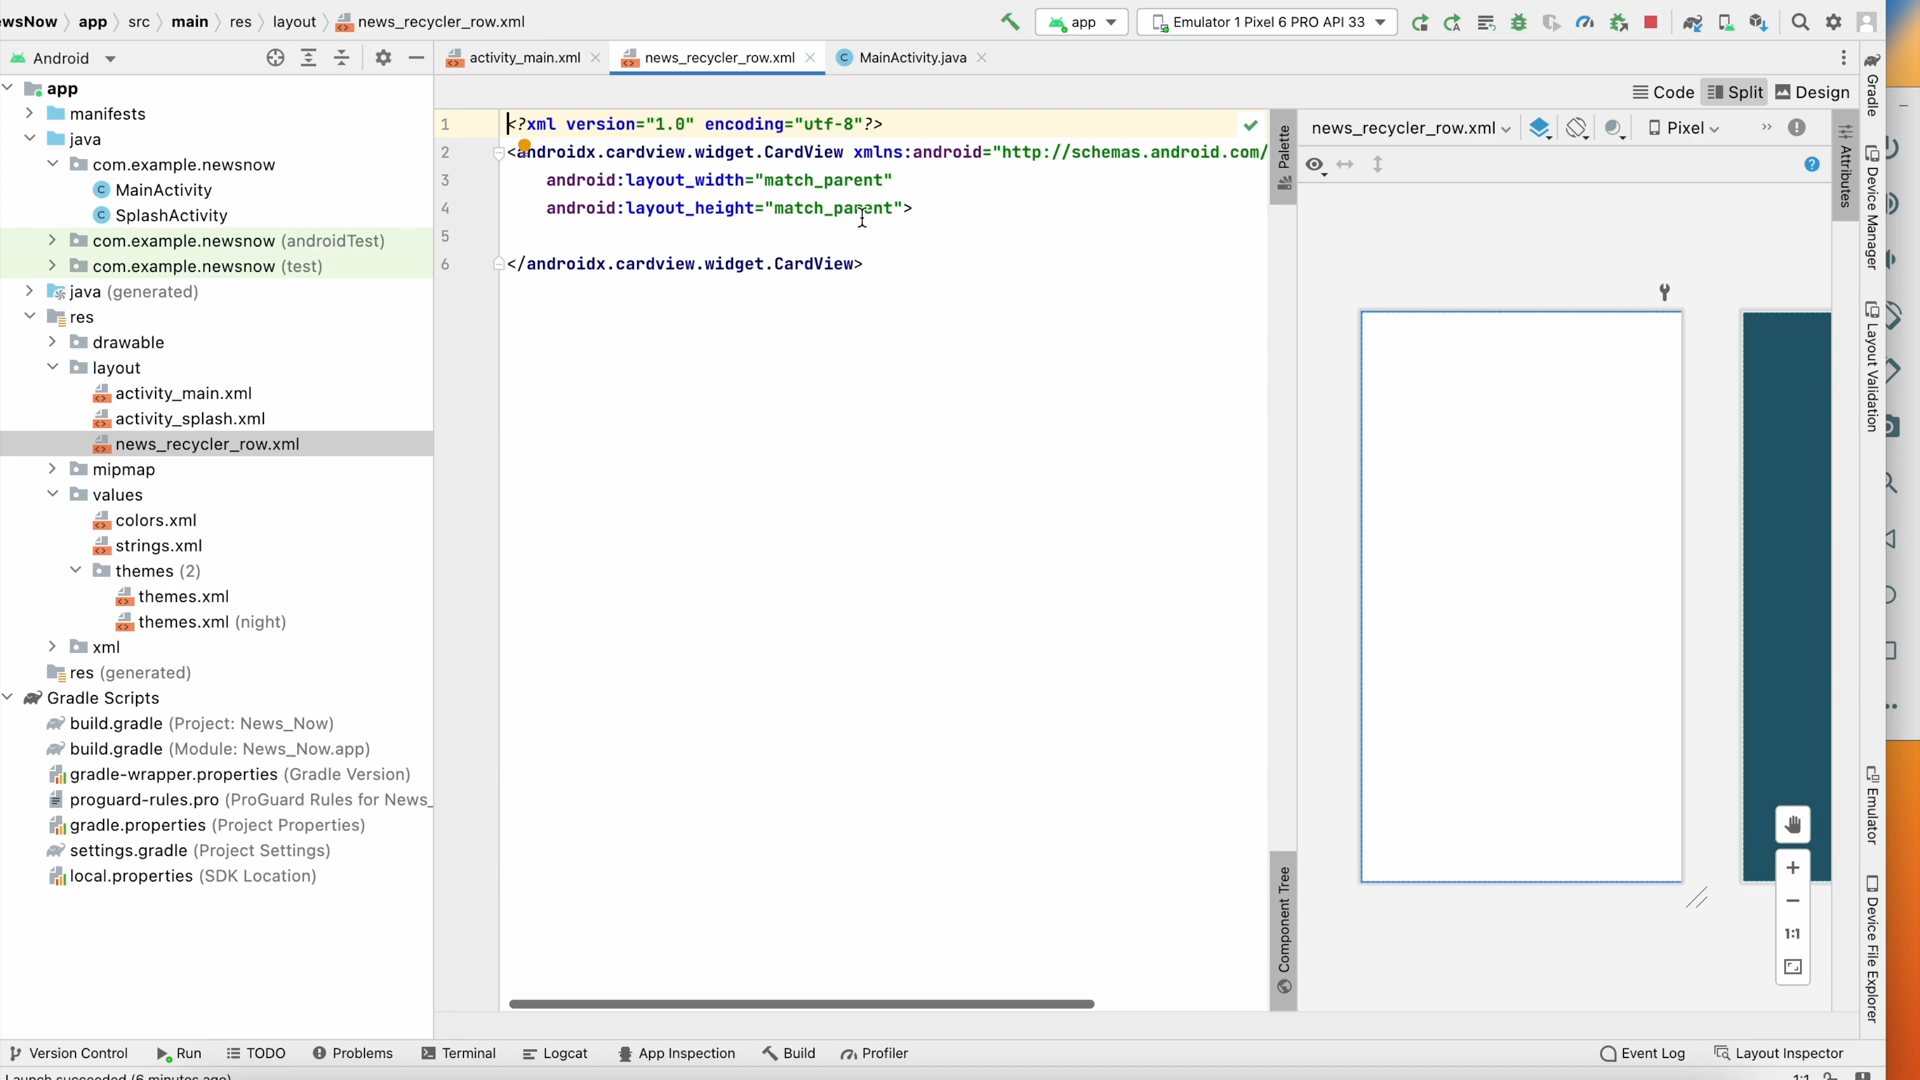 ewsNow app src main res layout news_recycler_row.xml app Emulator 1 Pixel 6 PRO API 33
Android
activity_main.xml news_recycler_row.xml MainActivity.java
Code Split Design
app
manifests
java
com.example.newsnow
MainActivity
SplashActivity
com.example.newsnow (androidTest)
com.example.newsnow (test)
java (generated)
res
drawable
layout
activity_main.xml
activity_splash.xml
news_recycler_row.xml
mipmap
values
colors.xml
strings.xml
themes (2)
themes.xml
themes.xml (night)
xml
res (generated)
Gradle Scripts
build.gradle (Project: News_Now)
build.gradle (Module: News_Now.app)
gradle-wrapper.properties (Gradle Version)
proguard-rules.pro (ProGuard Rules for News_
gradle.properties (Project Properties)
settings.gradle (Project Settings)
local.properties (SDK Location)
1 <?xml version="1.0" encoding="utf-8"?>
2 <androidx.cardview.widget.CardView xmlns:android="http://schemas.android.com/
3 android:layout_width="match_parent"
4 android:layout_height="match_parent">
5
6 </androidx.cardview.widget.CardView>
Palette
Component Tree
news_recycler_row.xml Pixel
1:1
Attributes
Gradle
Device Manager
Layout Validation
Emulator
Device File Explorer
Version Control Run TODO Problems Terminal Logcat App Inspection Build Profiler Event Log Layout Inspector
Launch succeeded (6 minutes ago) 1:1